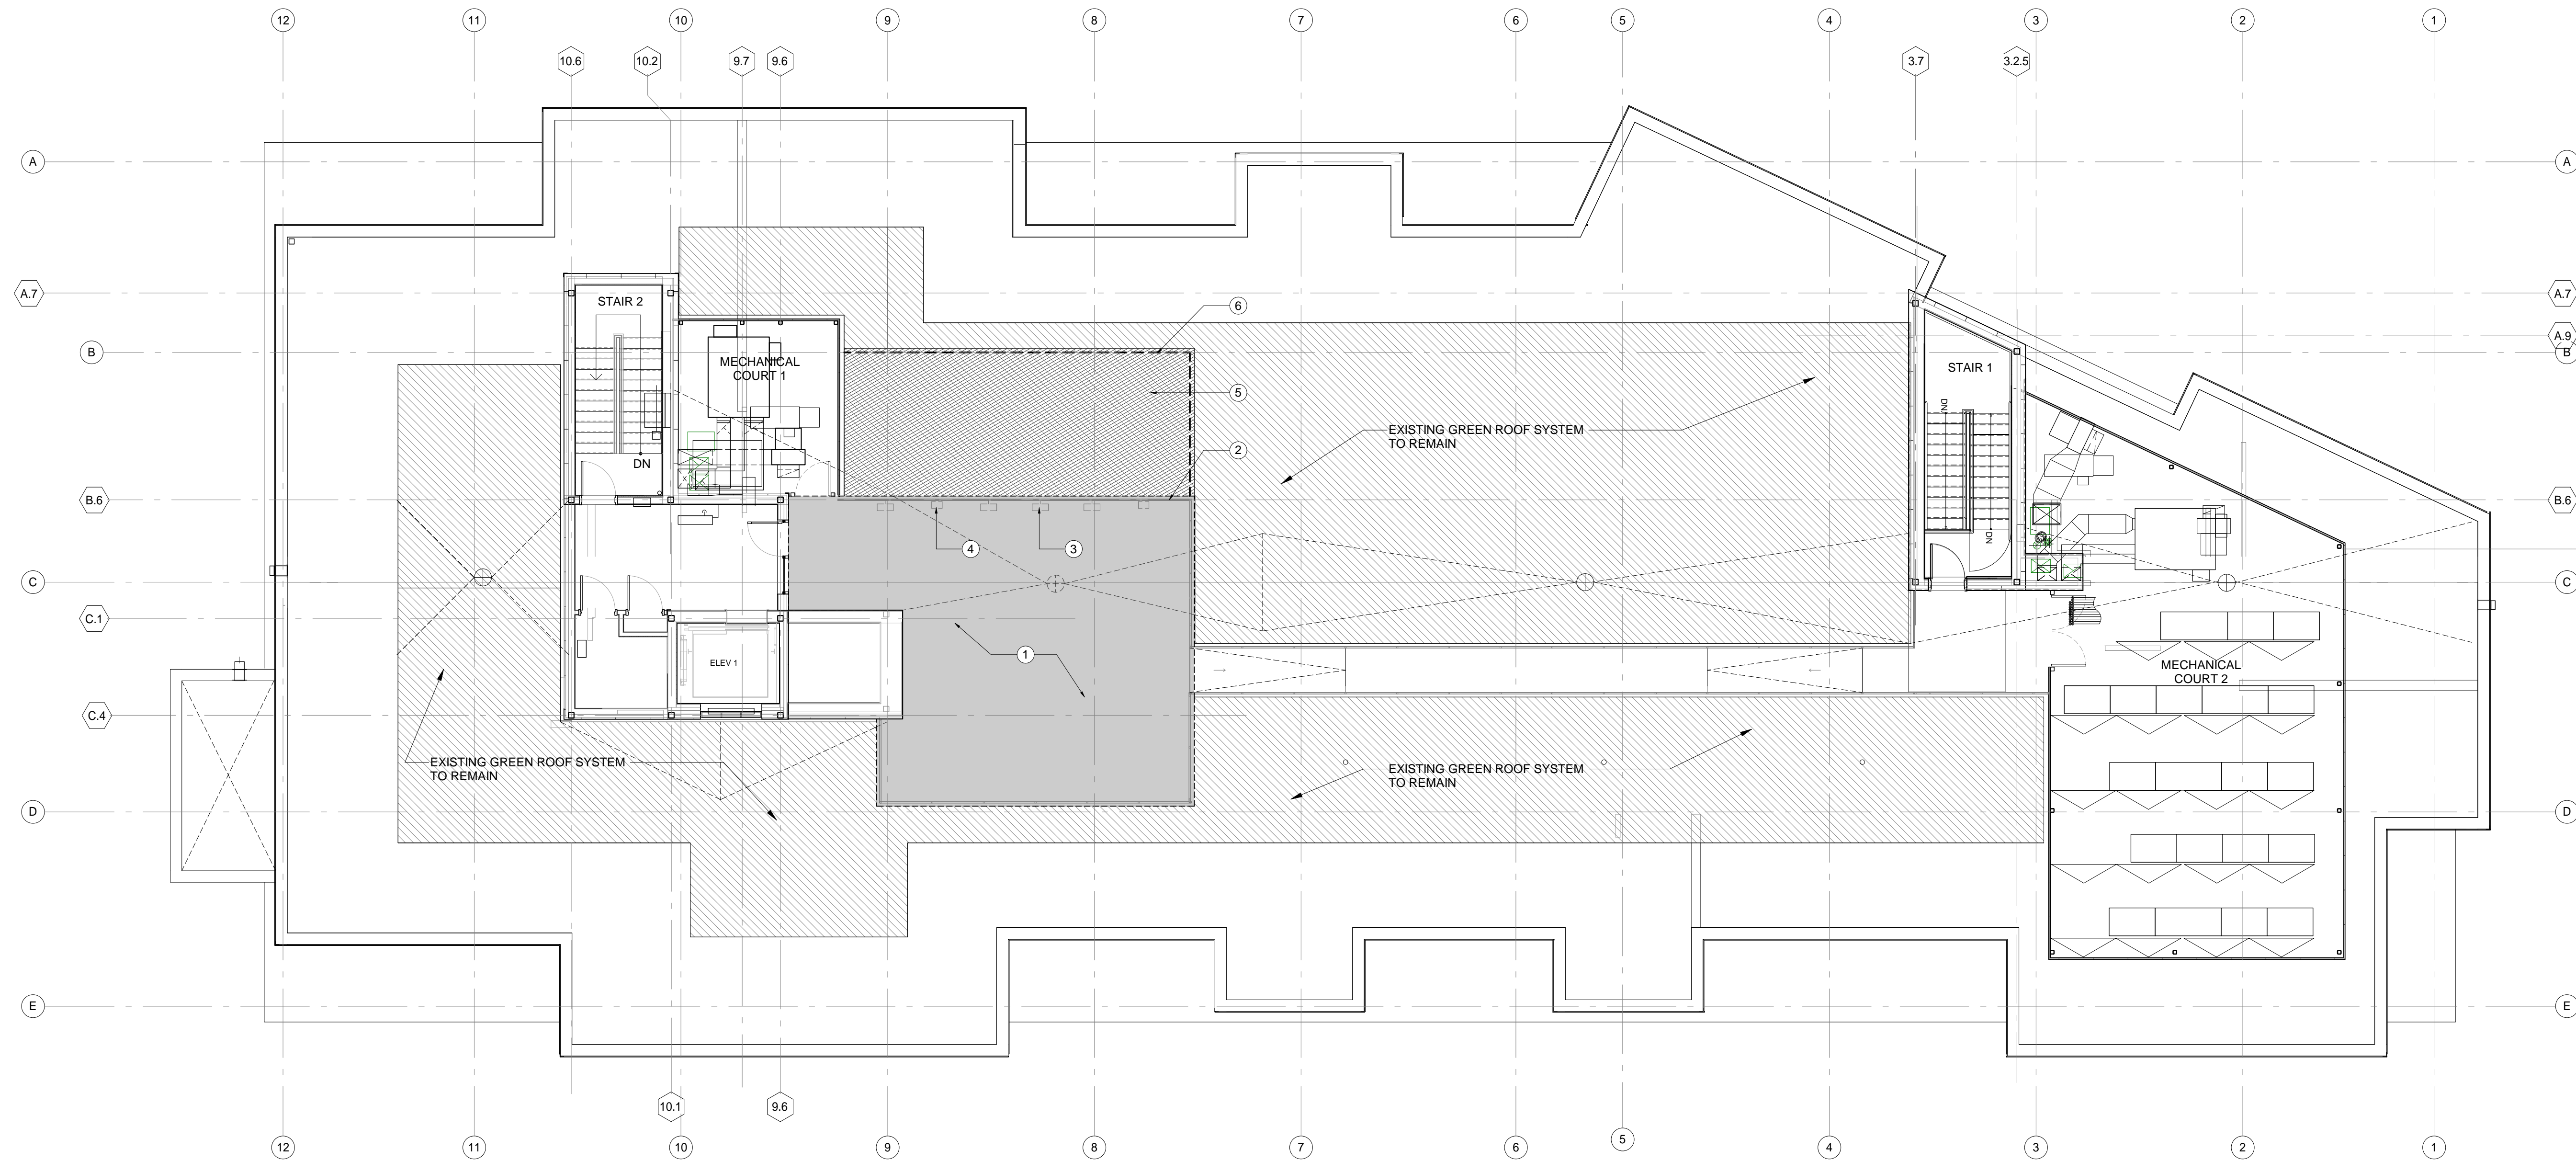 12
11
10
9
8
7
6
5
4
3
2
1
10.6
10.2
9.7
9.6
3.7
3.2.5
A
A
A.7
A.7
STAIR 2
6
A.9
B
B
MECHANICAL
COURT 1
STAIR 1
5
DN
EXISTING GREEN ROOF SYSTEM
TO REMAIN
2
DN
B.6
B.6
DN
4
3
C
C
C.1
1
ELEV 1
MECHANICAL
COURT 2
C.4
EXISTING GREEN ROOF SYSTEM
TO REMAIN
EXISTING GREEN ROOF SYSTEM
TO REMAIN
D
D
E
E
10.1
9.6
12
11
10
9
8
7
6
5
4
3
2
1